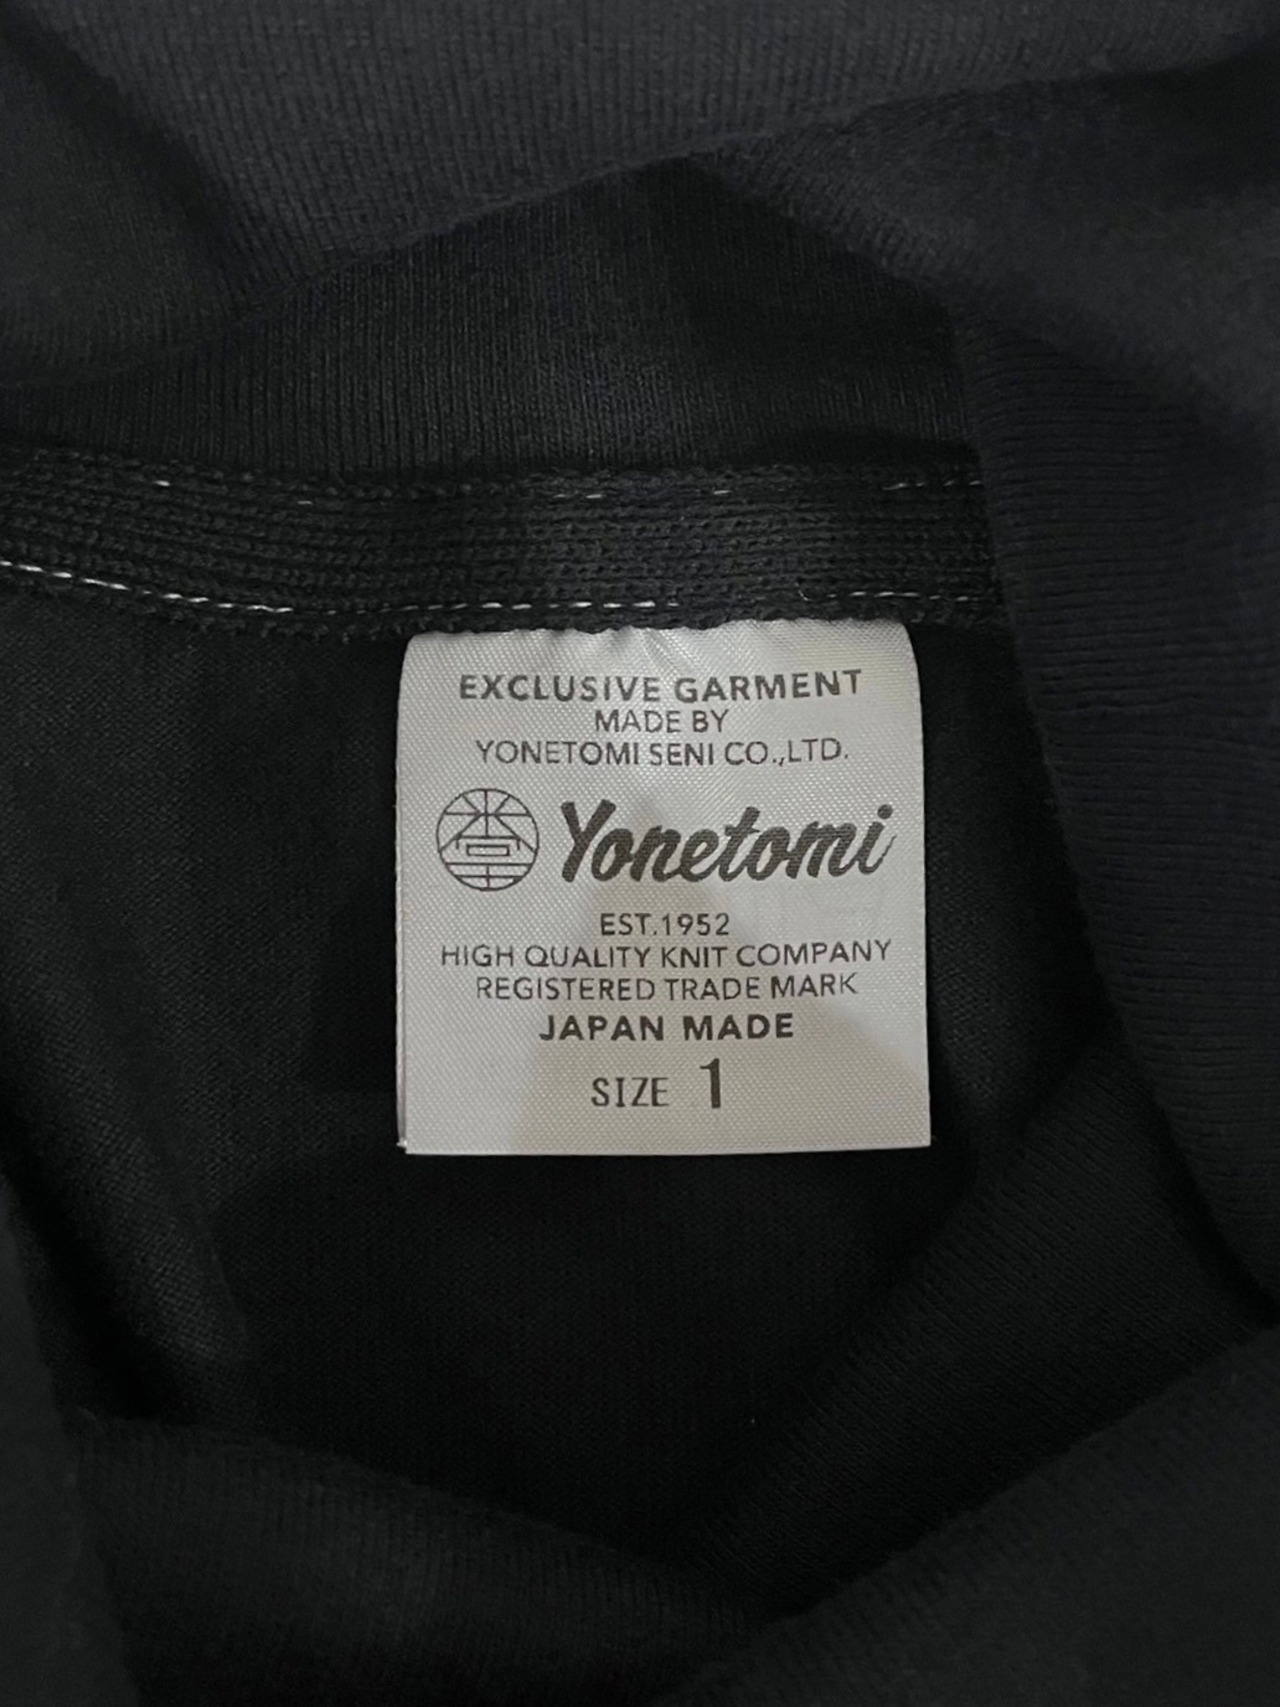 EXCLUSIVE GARMENT
MADE BY
YONETOMI SENI CO.,LTD.
Yonetomi
EST.1952
HIGH QUALITY KNIT COMPANY
REGISTERED TRADE MARK
JAPAN MADE
SIZE 1